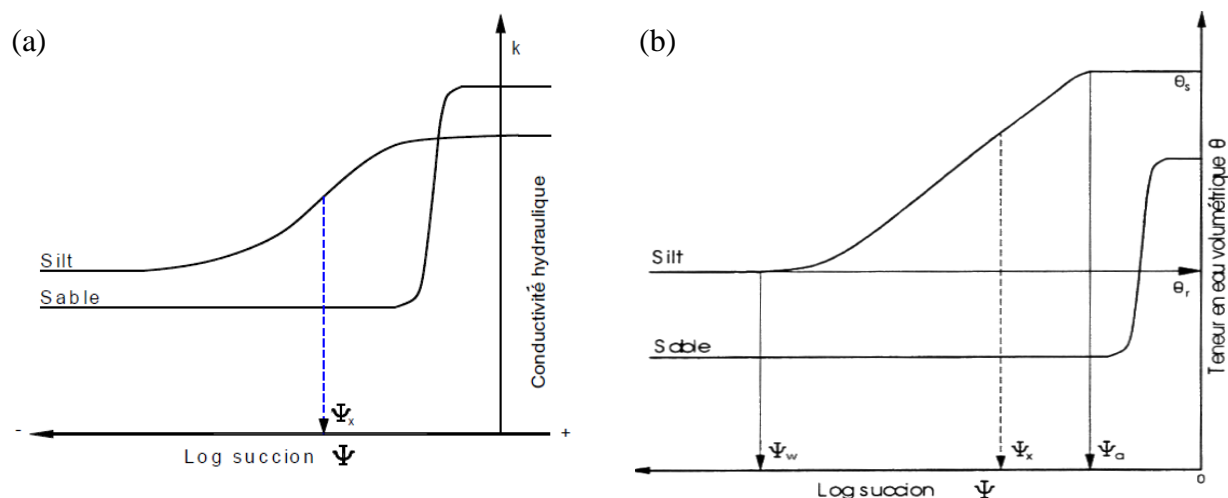 (a)
k
Conductivité hydraulique
Silt
Sable
Ψx
-
+
Log succion Ψ
(b)
θs
Teneur en eau volumétrique θ
Silt
θr
Sable
Ψw
Ψx
Ψa
0
Log succion Ψ